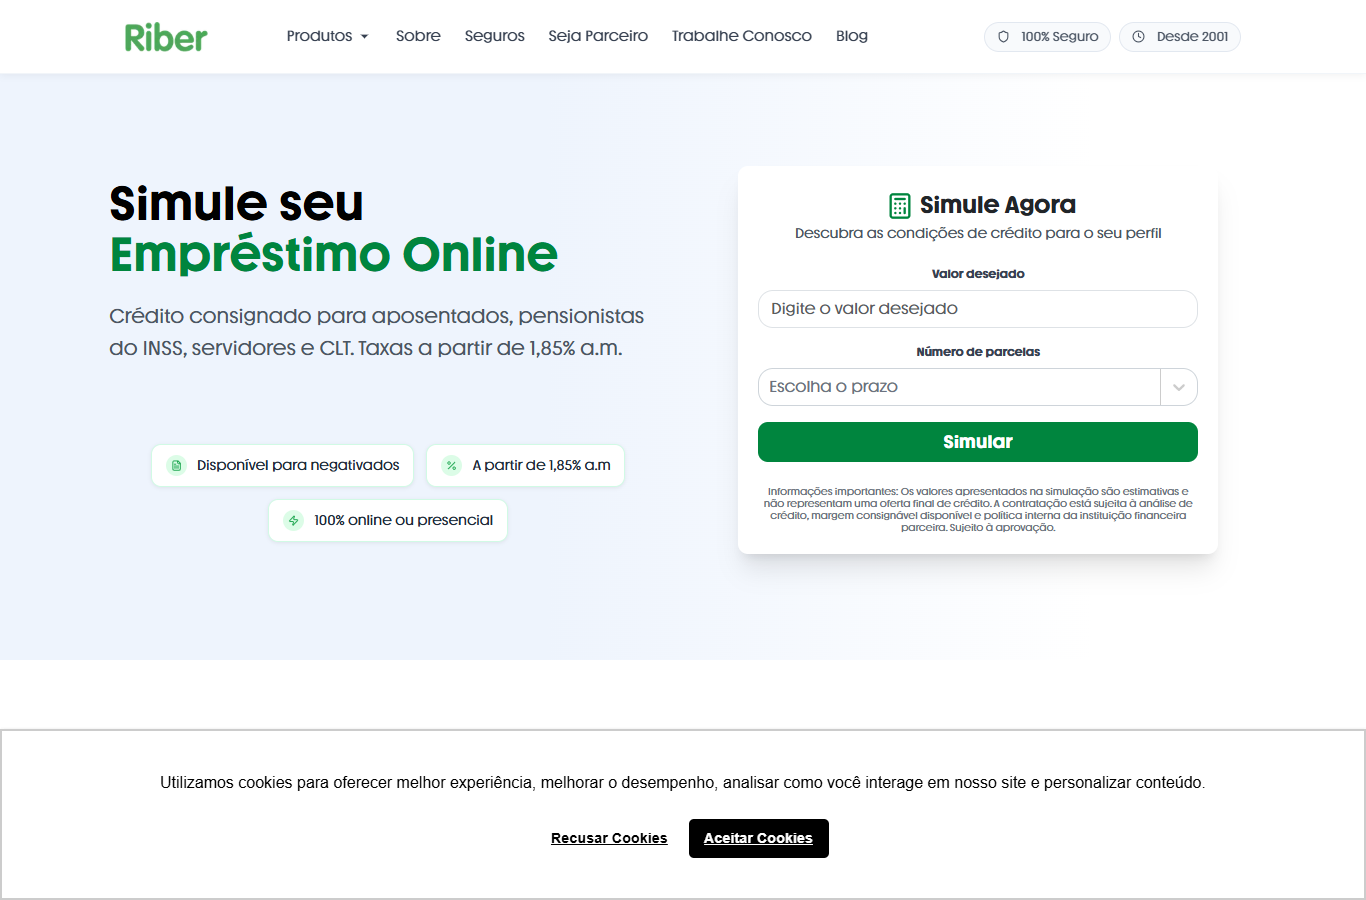 Riber
Produtos
Sobre
Seguros
Seja Parceiro
Trabalhe Conosco
Blog
100% Seguro
Desde 2001
Simule seu
Empréstimo Online
Crédito consignado para aposentados, pensionistas
do INSS, servidores e CLT. Taxas a partir de 1,85% a.m.
Disponível para negativados
A partir de 1,85% a.m
100% online ou presencial
Simule Agora
Descubra as condições de crédito para o seu perfil
Valor desejado
Digite o valor desejado
Número de parcelas
Escolha o prazo
Simular
Informações importantes: Os valores apresentados na simulação são estimativas e
não representam uma oferta final de crédito. A contratação está sujeita à análise de
crédito, margem consignável disponível e política interna da instituição financeira
parceira. Sujeito à aprovação.
Utilizamos cookies para oferecer melhor experiência, melhorar o desempenho, analisar como você interage em nosso site e personalizar conteúdo.
Recusar Cookies
Aceitar Cookies